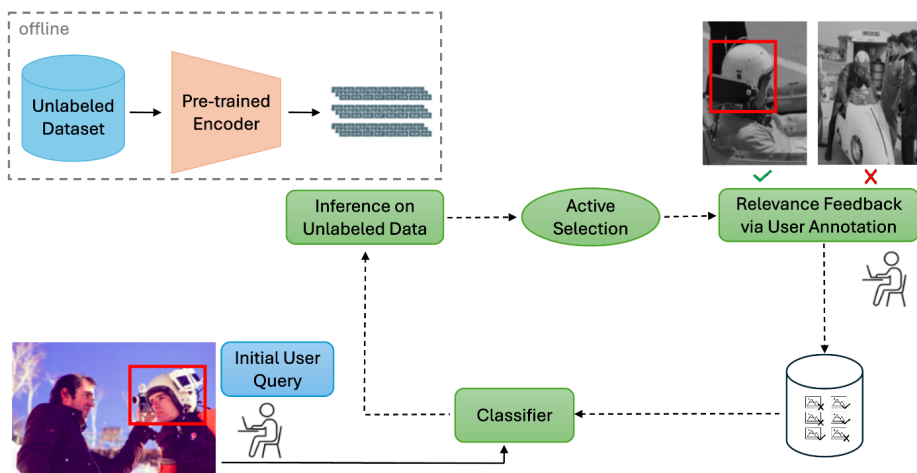 offline
Unlabeled
Dataset
Pre-trained
Encoder
Inference on
Unlabeled Data
Active
Selection
Relevance Feedback
via User Annotation
Initial User
Query
Classifier